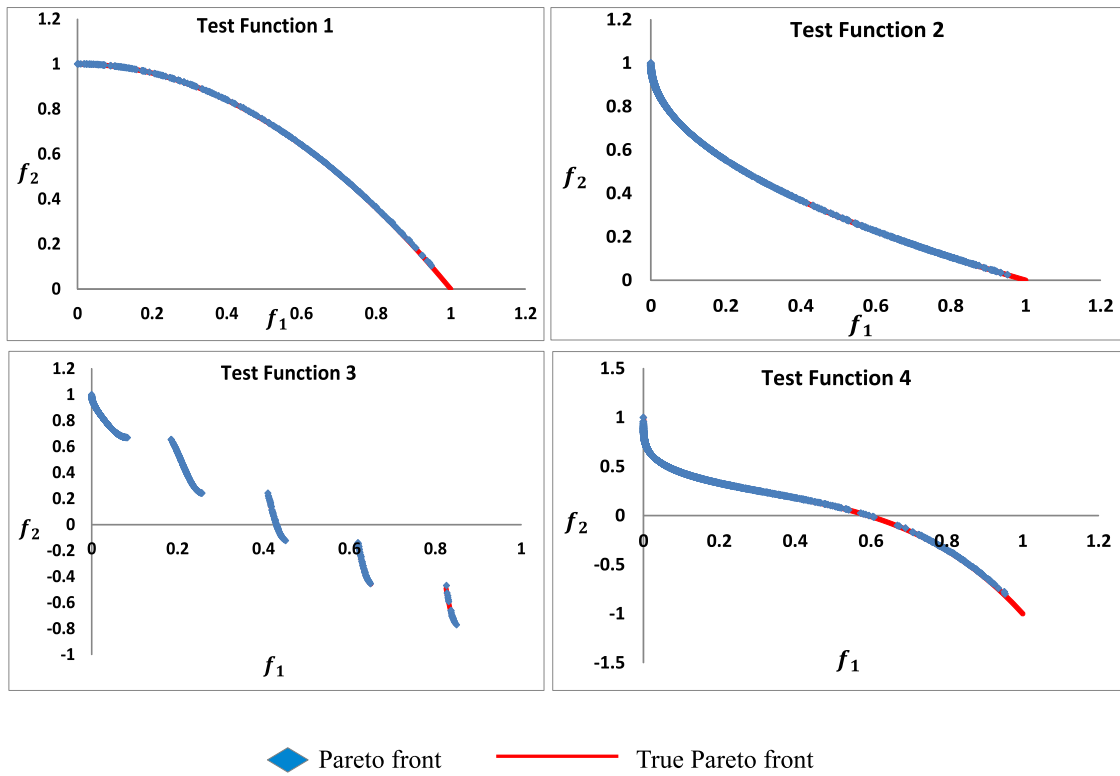 Test Function 1
1.2
1
0.8
0.6
f₂
0.4
0.2
0
0 0.2 0.4 0.6 0.8 1 1.2
f₁
Test Function 2
1.2
1
0.8
0.6
f₂
0.4
0.2
0
0 0.2 0.4 0.6 0.8 1 1.2
f₁
Test Function 3
1.2
1
0.8
0.6
0.4
0.2
0
f₂
-0.2
-0.4
-0.6
-0.8
-1
0 0.2 0.4 0.6 0.8 1
f₁
Test Function 4
1.5
1
0.5
f₂
0
-0.5
-1
-1.5
0 0.2 0.4 0.6 0.8 1 1.2
f₁
Pareto front True Pareto front